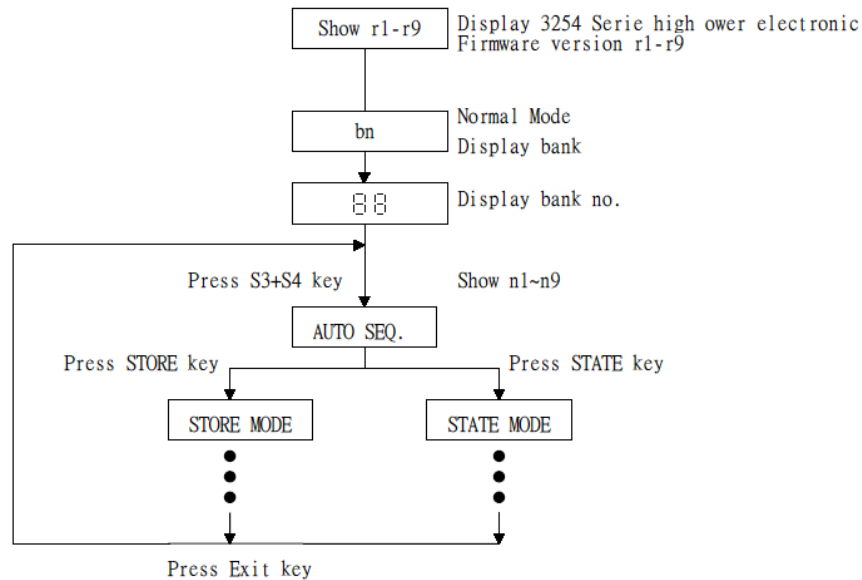 Show r1-r9
Display 3254 Serie high ower electronic
Firmware version r1-r9
bn
Normal Mode
Display bank
88
Display bank no.
Press S3+S4 key
Show n1~n9
AUTO SEQ.
Press STORE key
Press STATE key
STORE MODE
STATE MODE
Press Exit key